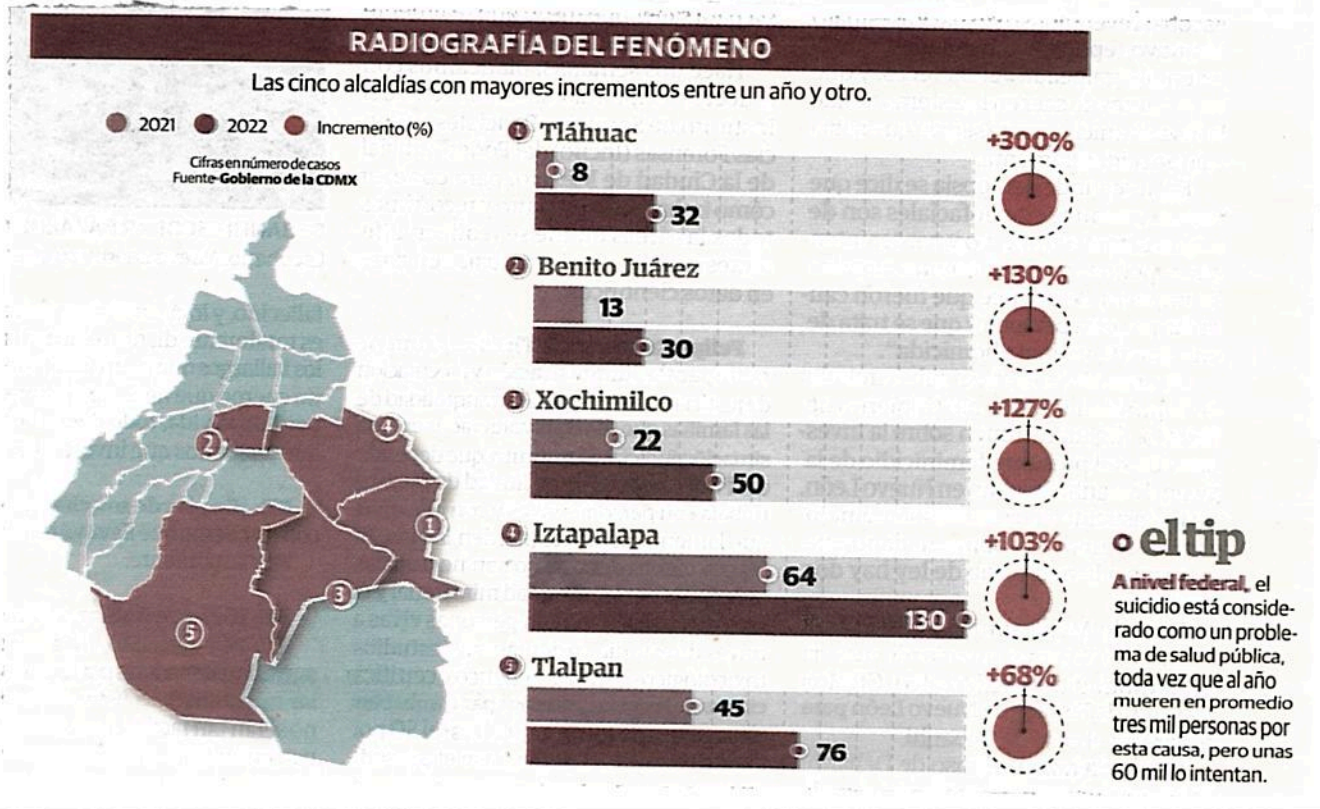 RADIOGRAFÍA DEL FENÓMENO
Las cinco alcaldías con mayores incrementos entre un año y otro.
2021 2022 Incremento (%)
Cifras en número de casos
Fuente Gobierno de la CDMX
1 Tláhuac
8
32
+300%
2 Benito Juárez
13
30
+130%
3 Xochimilco
22
50
+127%
4 Iztapalapa
64
130
+103%
5 Tlalpan
45
76
+68%
2
4
1
3
5
el tip
A nivel federal, el
suicidio está conside-
rado como un proble-
ma de salud pública,
toda vez que al año
mueren en promedio
tres mil personas por
esta causa, pero unas
60 mil lo intentan.